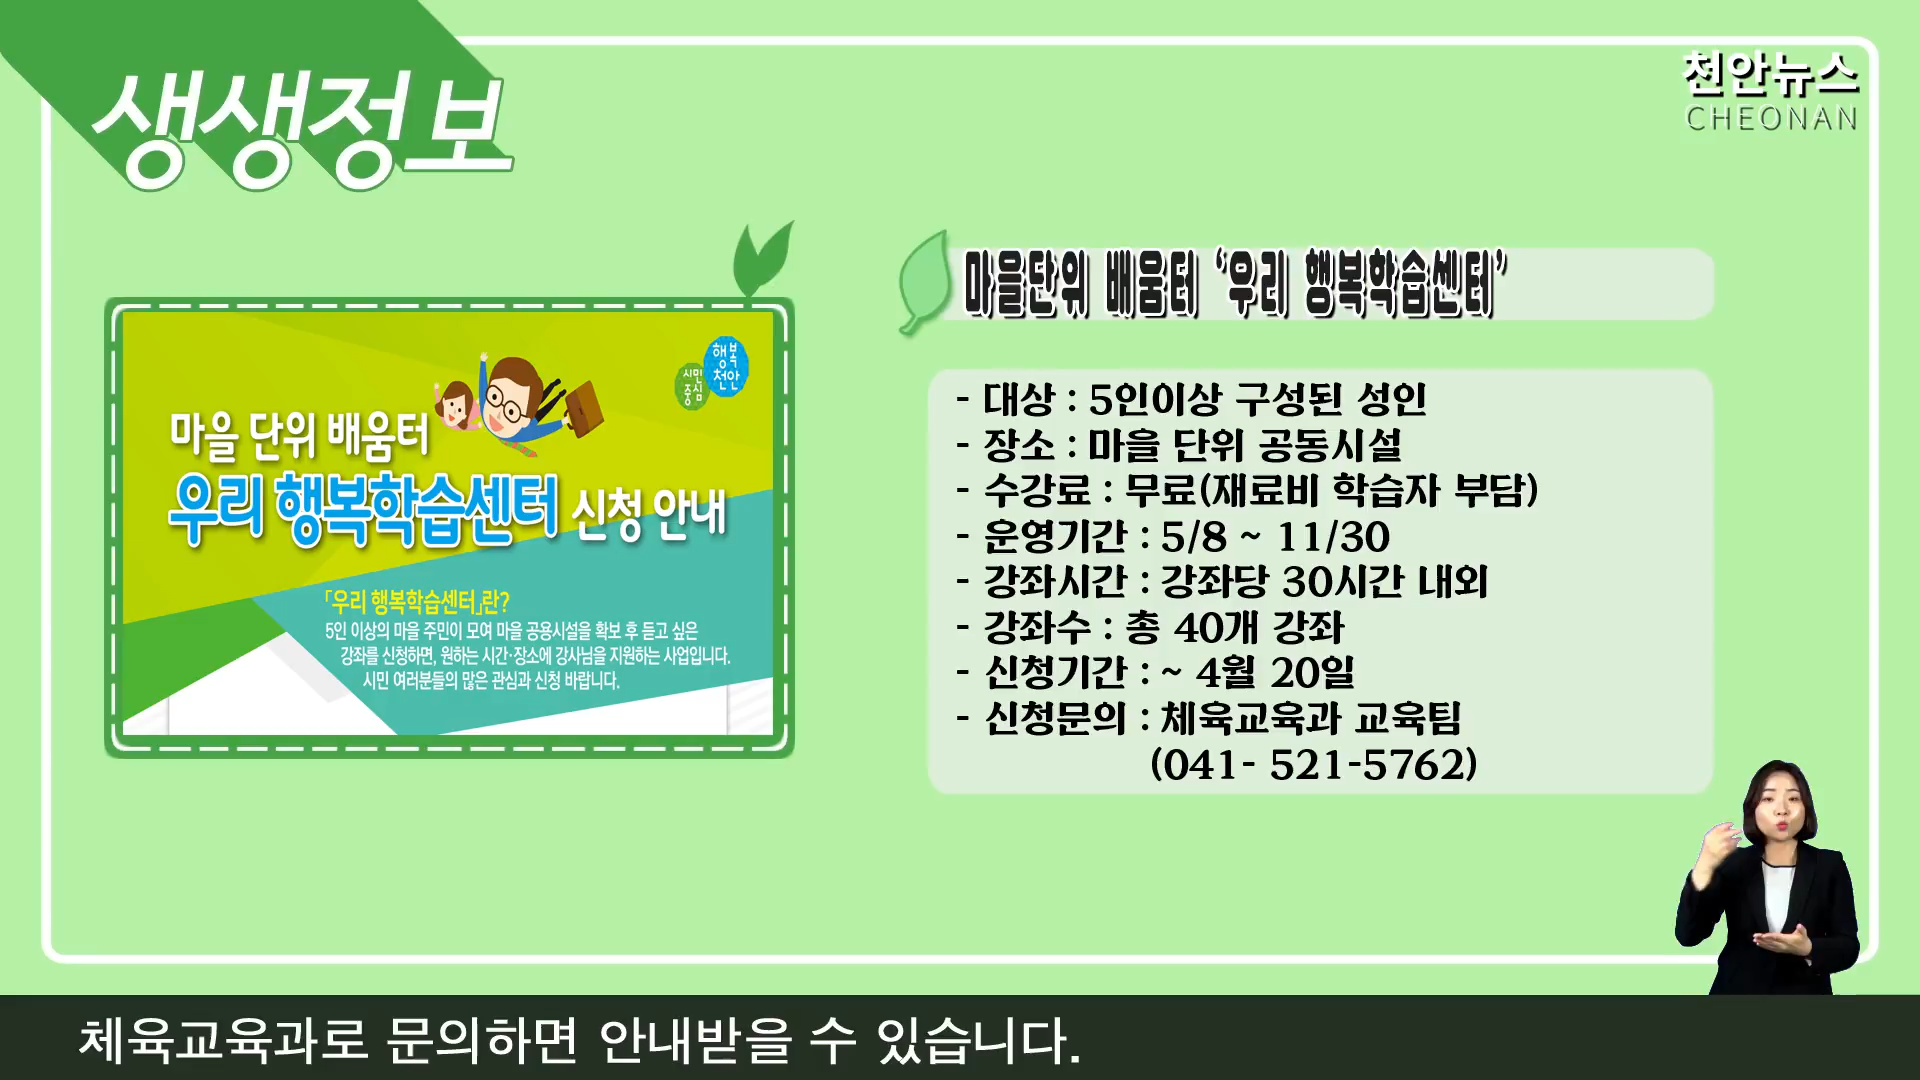 생생정보
천안뉴스
CHEONAN
행복
천안
시민
중심
마을 단위 배움터
우리 행복학습센터 신청 안내
「우리 행복학습센터」란?
5인 이상의 마을 주민이 모여 마을 공용시설을 확보 후 듣고 싶은
강좌를 신청하면, 원하는 시간·장소에 강사님을 지원하는 사업입니다.
시민 여러분들의 많은 관심과 신청 바랍니다.
마을단위 배움터 ‘우리 행복학습센터’
- 대상 : 5인이상 구성된 성인
- 장소 : 마을 단위 공동시설
- 수강료 : 무료(재료비 학습자 부담)
- 운영기간 : 5/8 ~ 11/30
- 강좌시간 : 강좌당 30시간 내외
- 강좌수 : 총 40개 강좌
- 신청기간 : ~ 4월 20일
- 신청문의 : 체육교육과 교육팀
(041- 521-5762)
체육교육과로 문의하면 안내받을 수 있습니다.